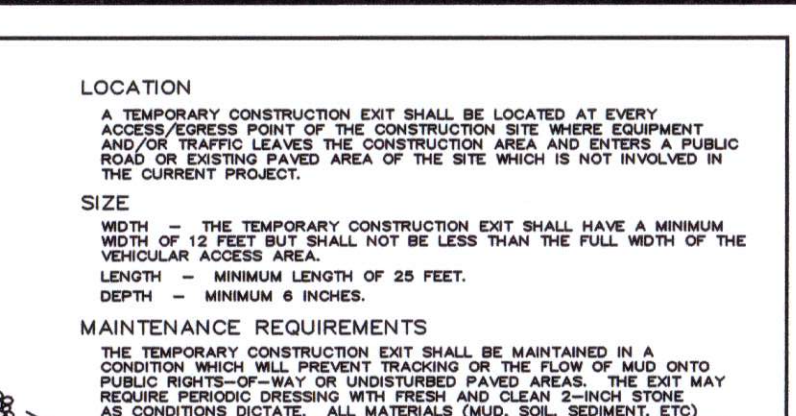 LOCATION
A TEMPORARY CONSTRUCTION EXIT SHALL BE LOCATED AT EVERY
ACCESS/EGRESS POINT OF THE CONSTRUCTION SITE WHERE EQUIPMENT
AND/OR TRAFFIC LEAVES THE CONSTRUCTION AREA AND ENTERS A PUBLIC
ROAD OR EXISTING PAVED AREA OF THE SITE WHICH IS NOT INVOLVED IN
THE CURRENT PROJECT.
SIZE
WIDTH – THE TEMPORARY CONSTRUCTION EXIT SHALL HAVE A MINIMUM
WIDTH OF 12 FEET BUT SHALL NOT BE LESS THAN THE FULL WIDTH OF THE
VEHICULAR ACCESS AREA.
LENGTH – MINIMUM LENGTH OF 25 FEET.
DEPTH – MINIMUM 6 INCHES.
MAINTENANCE REQUIREMENTS
THE TEMPORARY CONSTRUCTION EXIT SHALL BE MAINTAINED IN A
CONDITION WHICH WILL PREVENT TRACKING OR THE FLOW OF MUD ONTO
PUBLIC RIGHTS–OF–WAY OR UNDISTURBED PAVED AREAS. THE EXIT MAY
REQUIRE PERIODIC DRESSING WITH FRESH AND CLEAN 2–INCH STONE
AS CONDITIONS DICTATE. ALL MATERIALS (MUD, SOIL, SEDIMENT, ETC)